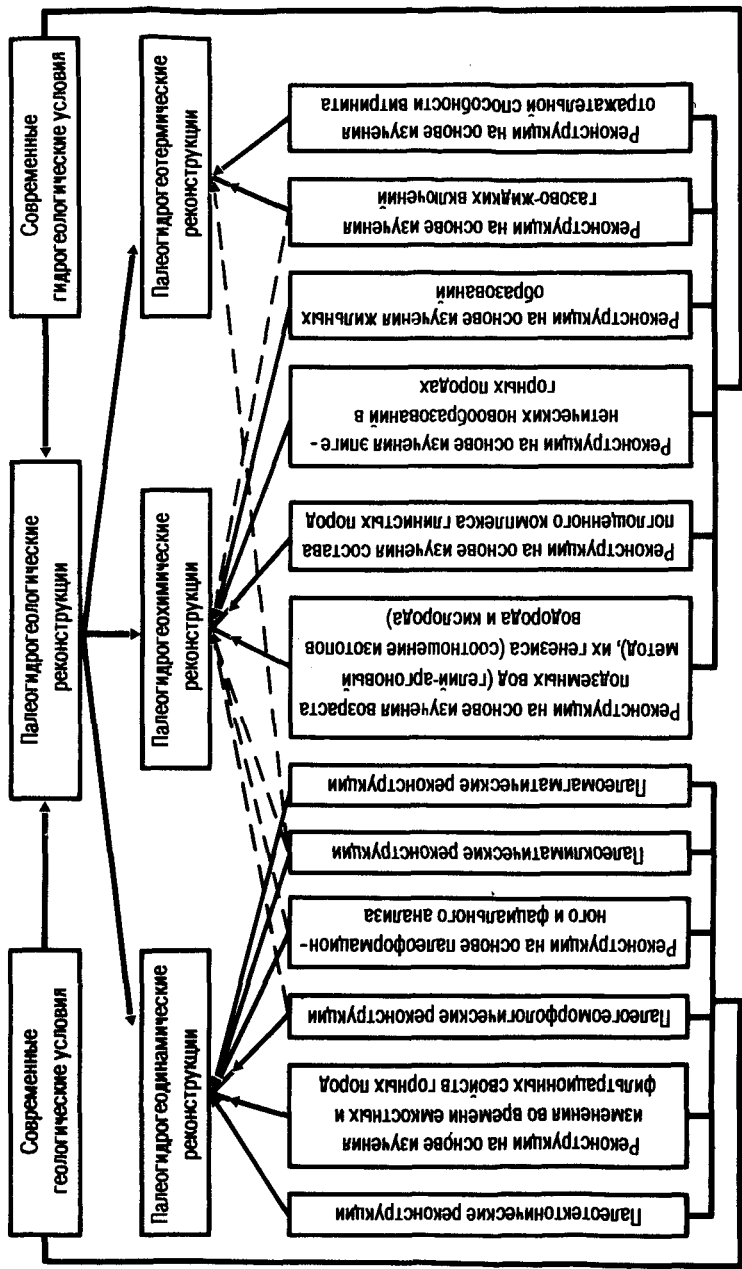 Современные
геологические условия
Палеогидрогеологические
реконструкции
Современные
гидрогеологические условия
Палеогидрогеодинамические
реконструкции
Палеогидрогеохимические
реконструкции
Палеогидрогеотермические
реконструкции
Палеотектонические реконструкции
Реконструкции на основе изучения
изменения во времени емкостных и
фильтрационных свойств горных пород
Палеогеоморфологические реконструкции
Реконструкции на основе палеоформацион-
ного и фациального анализа
Палеоклиматические реконструкции
Палеомагматические реконструкции
Реконструкции на основе изучения возраста
подземных вод (гелий-аргоновый
метод), их генезиса (соотношение изотопов
водорода и кислорода)
Реконструкции на основе изучения состава
поглощенного комплекса глинистых пород
Реконструкции на основе изучения эпиге-
нетических новообразований в
горных породах
Реконструкции на основе изучения жильных
образований
Реконструкции на основе изучения
газово-жидких включений
Реконструкции на основе изучения
отражательной способности витринита